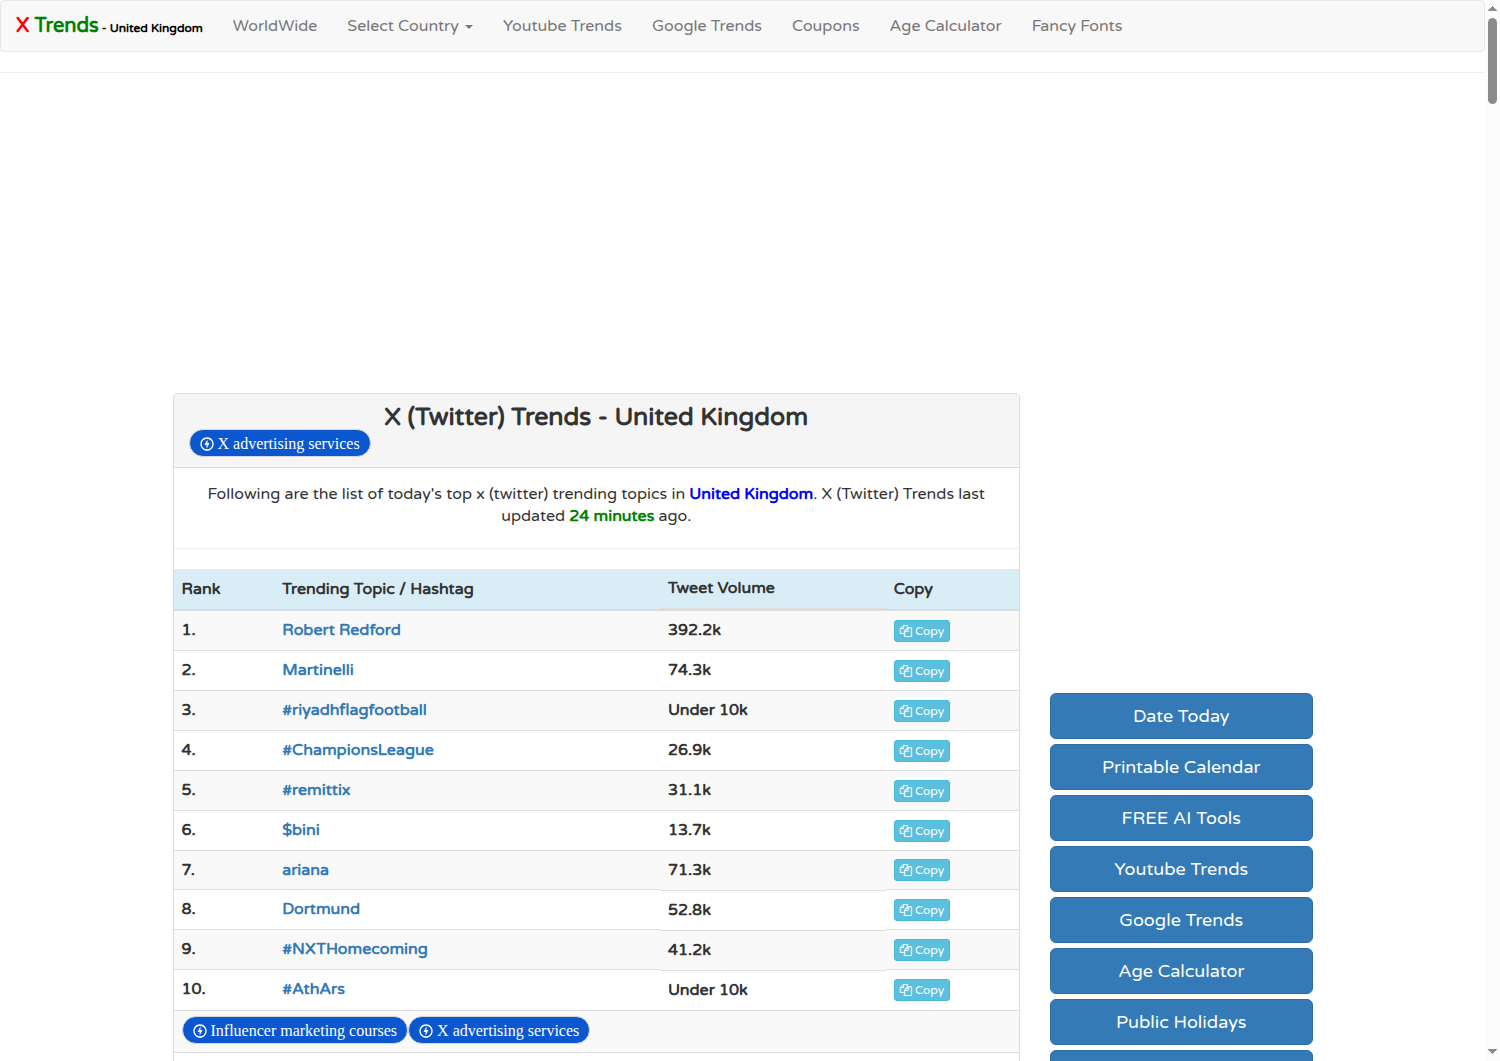 X Trends - United Kingdom WorldWide Select Country Youtube Trends Google Trends Coupons Age Calculator Fancy Fonts
X (Twitter) Trends - United Kingdom
X advertising services
Following are the list of today's top x (twitter) trending topics in United Kingdom. X (Twitter) Trends last
updated 24 minutes ago.
Rank Trending Topic / Hashtag Tweet Volume Copy
1. Robert Redford 392.2k Copy
2. Martinelli 74.3k Copy
3. #riyadhflagfootball Under 10k Copy
4. #ChampionsLeague 26.9k Copy
5. #remittix 31.1k Copy
6. $bini 13.7k Copy
7. ariana 71.3k Copy
8. Dortmund 52.8k Copy
9. #NXTHomecoming 41.2k Copy
10. #AthArs Under 10k Copy
Influencer marketing courses X advertising services
Date Today
Printable Calendar
FREE AI Tools
Youtube Trends
Google Trends
Age Calculator
Public Holidays